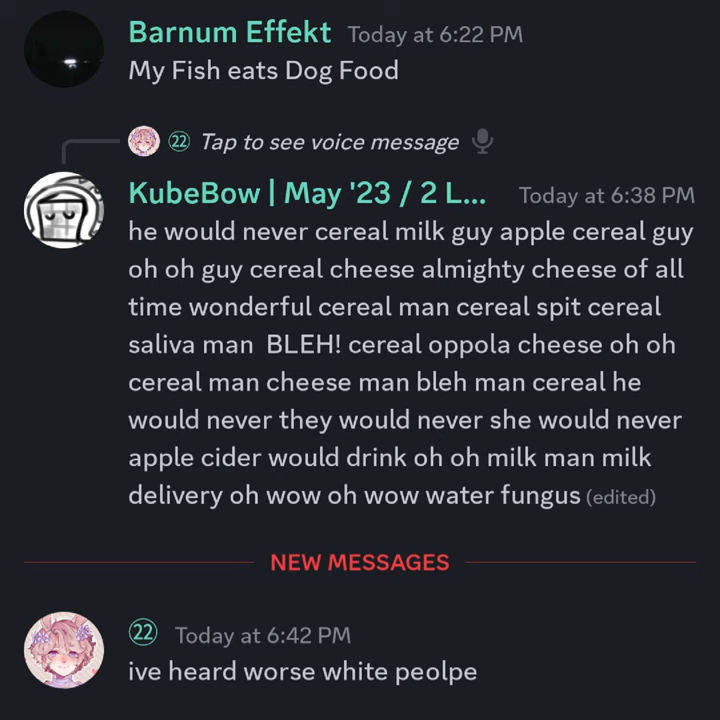 Barnum Effekt Today at 6:22 PM
My Fish eats Dog Food
22 Tap to see voice message
KubeBow | May '23 / 2 L... Today at 6:38 PM
he would never cereal milk guy apple cereal guy
oh oh guy cereal cheese almighty cheese of all
time wonderful cereal man cereal spit cereal
saliva man BLEH! cereal oppola cheese oh oh
cereal man cheese man bleh man cereal he
would never they would never she would never
apple cider would drink oh oh milk man milk
delivery oh wow oh wow water fungus (edited)
NEW MESSAGES
22 Today at 6:42 PM
ive heard worse white peolpe